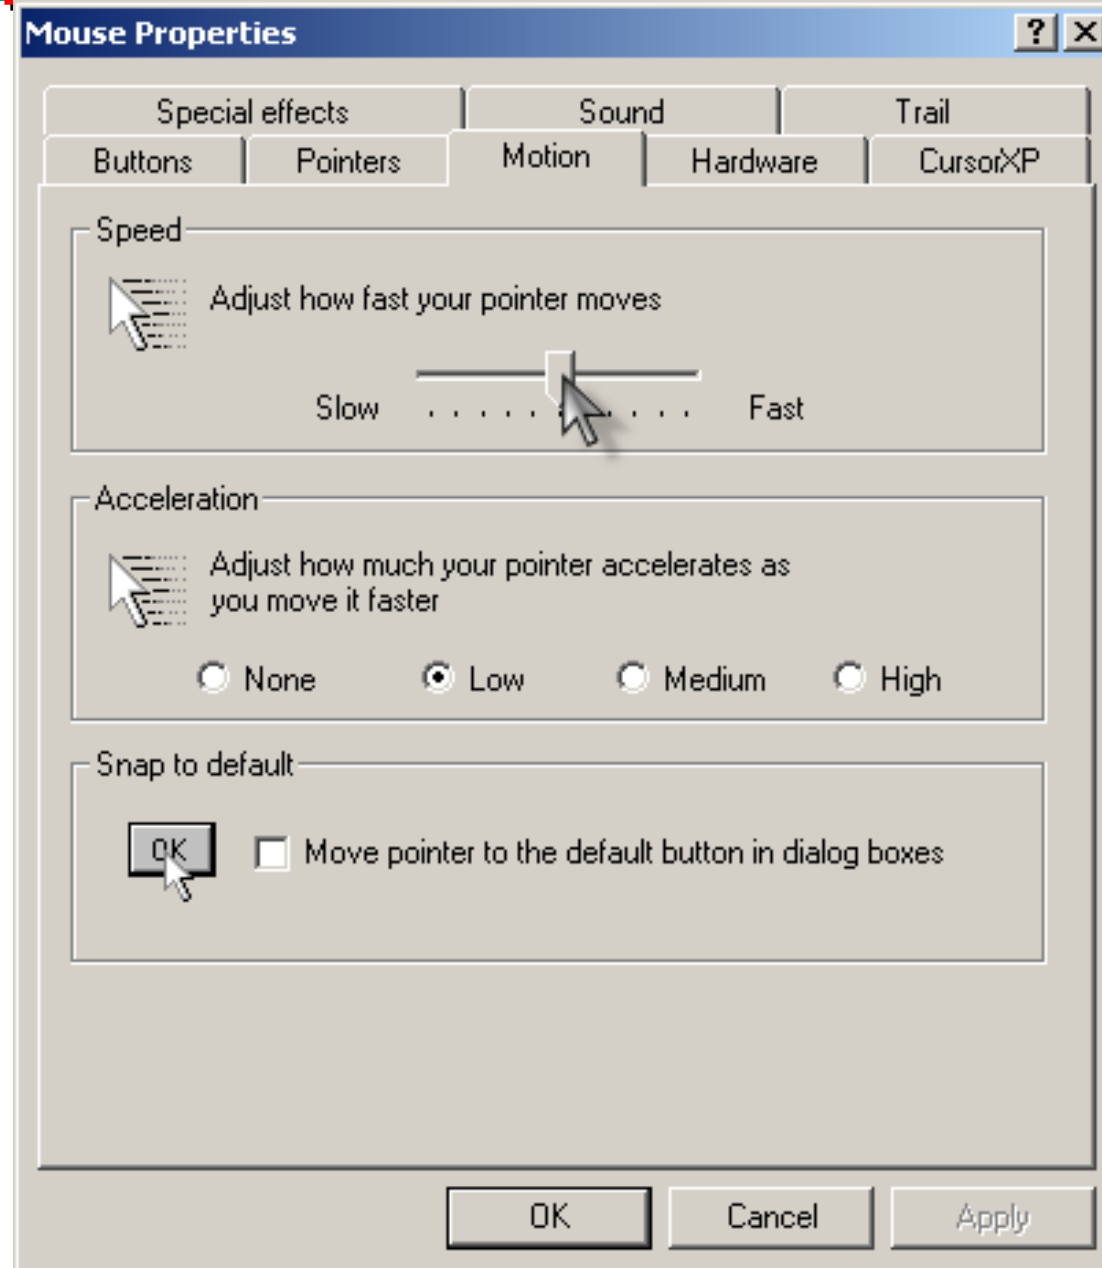 Mouse Properties
Special effects
Sound
Trail
Buttons
Pointers
Motion
Hardware
CursorXP
Speed
Adjust how fast your pointer moves
Slow
Fast
Acceleration
Adjust how much your pointer accelerates as
you move it faster
None
Low
Medium
High
Snap to default
OK
Move pointer to the default button in dialog boxes
OK
Cancel
Apply